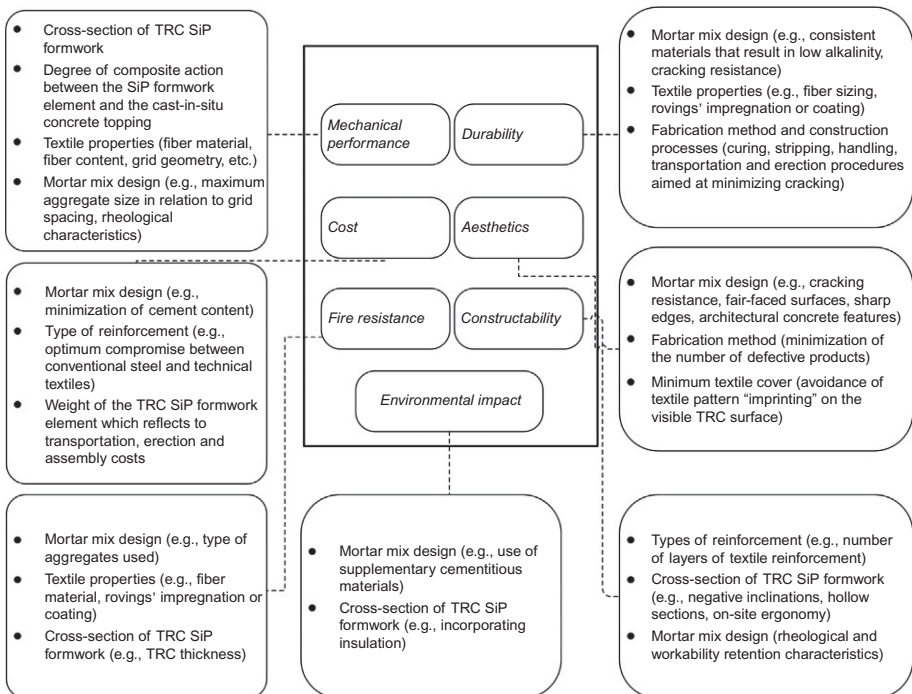 ● Cross-section of TRC SiP
formwork
● Degree of composite action
between the SiP formwork
element and the cast-in-situ
concrete topping
● Textile properties (fiber material,
fiber content, grid geometry, etc.)
● Mortar mix design (e.g., maximum
aggregate size in relation to grid
spacing, rheological
characteristics)
● Mortar mix design (e.g.,
minimization of cement content)
● Type of reinforcement (e.g.,
optimum compromise between
conventional steel and technical
textiles)
● Weight of the TRC SiP formwork
element which reflects to
transportation, erection and
assembly costs
● Mortar mix design (e.g., type of
aggregates used)
● Textile properties (e.g., fiber
material, rovings' impregnation or
coating)
● Cross-section of TRC SiP
formwork (e.g., TRC thickness)
Mechanical
performance
Durability
Cost
Aesthetics
Fire resistance
Constructability
Environmental impact
● Mortar mix design (e.g., use of
supplementary cementitious
materials)
● Cross-section of TRC SiP
formwork (e.g., incorporating
insulation)
● Mortar mix design (e.g., consistent
materials that result in low alkalinity,
cracking resistance)
● Textile properties (e.g., fiber sizing,
rovings' impregnation or coating)
● Fabrication method and construction
processes (curing, stripping, handling,
transportation and erection procedures
aimed at minimizing cracking)
● Mortar mix design (e.g., cracking
resistance, fair-faced surfaces, sharp
edges, architectural concrete features)
● Fabrication method (minimization of
the number of defective products)
● Minimum textile cover (avoidance of
textile pattern “imprinting” on the
visible TRC surface)
● Types of reinforcement (e.g., number
of layers of textile reinforcement)
● Cross-section of TRC SiP formwork
(e.g., negative inclinations, hollow
sections, on-site ergonomy)
● Mortar mix design (rheological and
workability retention characteristics)